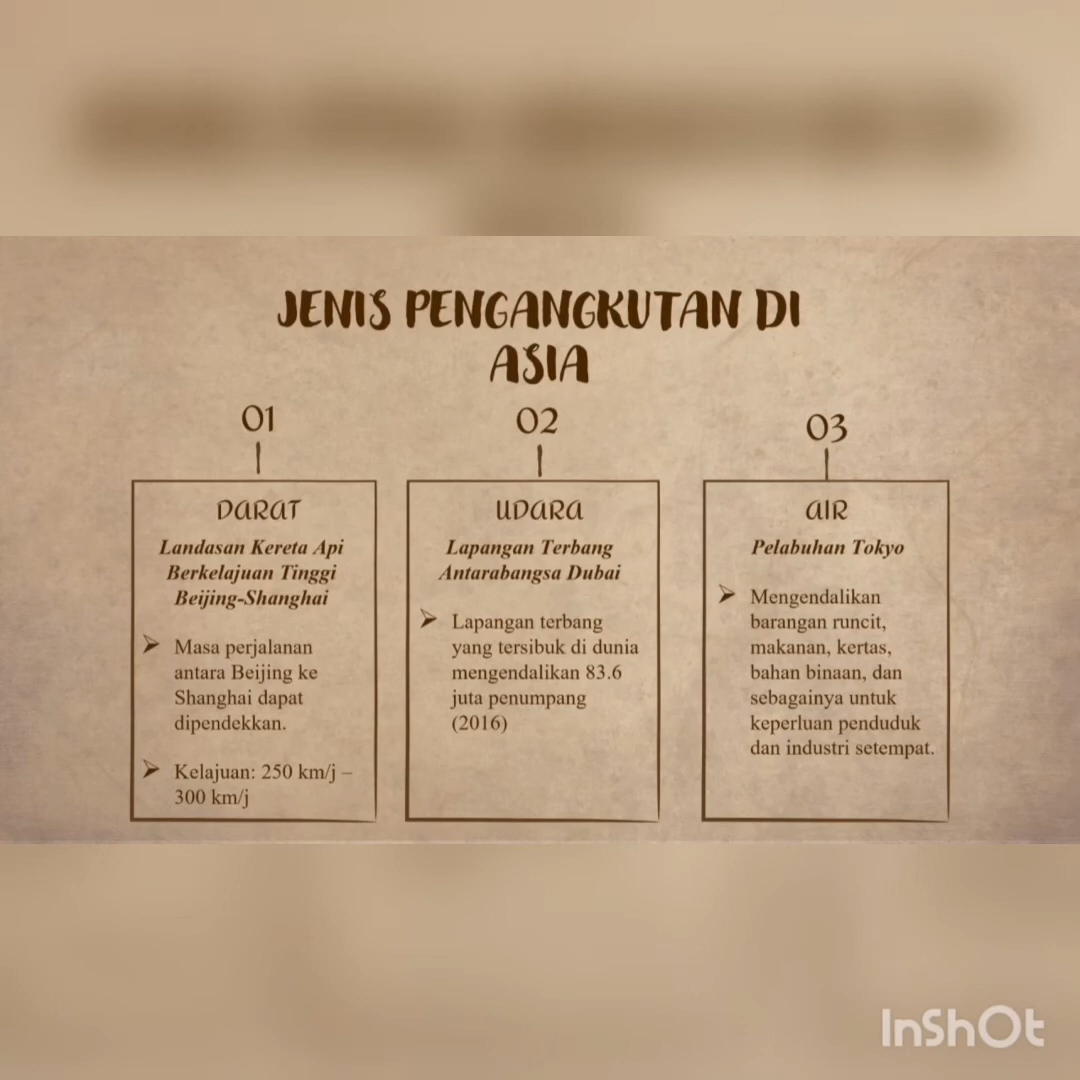 JENIS PENGANGKUTAN DI
ASIA
01
DARAT
Landasan Kereta Api
Berkelajuan Tinggi
Beijing-Shanghai
➢ Masa perjalanan
antara Beijing ke
Shanghai dapat
dipendekkan.
➢ Kelajuan: 250 km/j –
300 km/j
02
UDARA
Lapangan Terbang
Antarabangsa Dubai
➢ Lapangan terbang
yang tersibuk di dunia
mengendalikan 83.6
juta penumpang
(2016)
03
AIR
Pelabuhan Tokyo
➢ Mengendalikan
barangan runcit,
makanan, kertas,
bahan binaan, dan
sebagainya untuk
keperluan penduduk
dan industri setempat.
InShOt